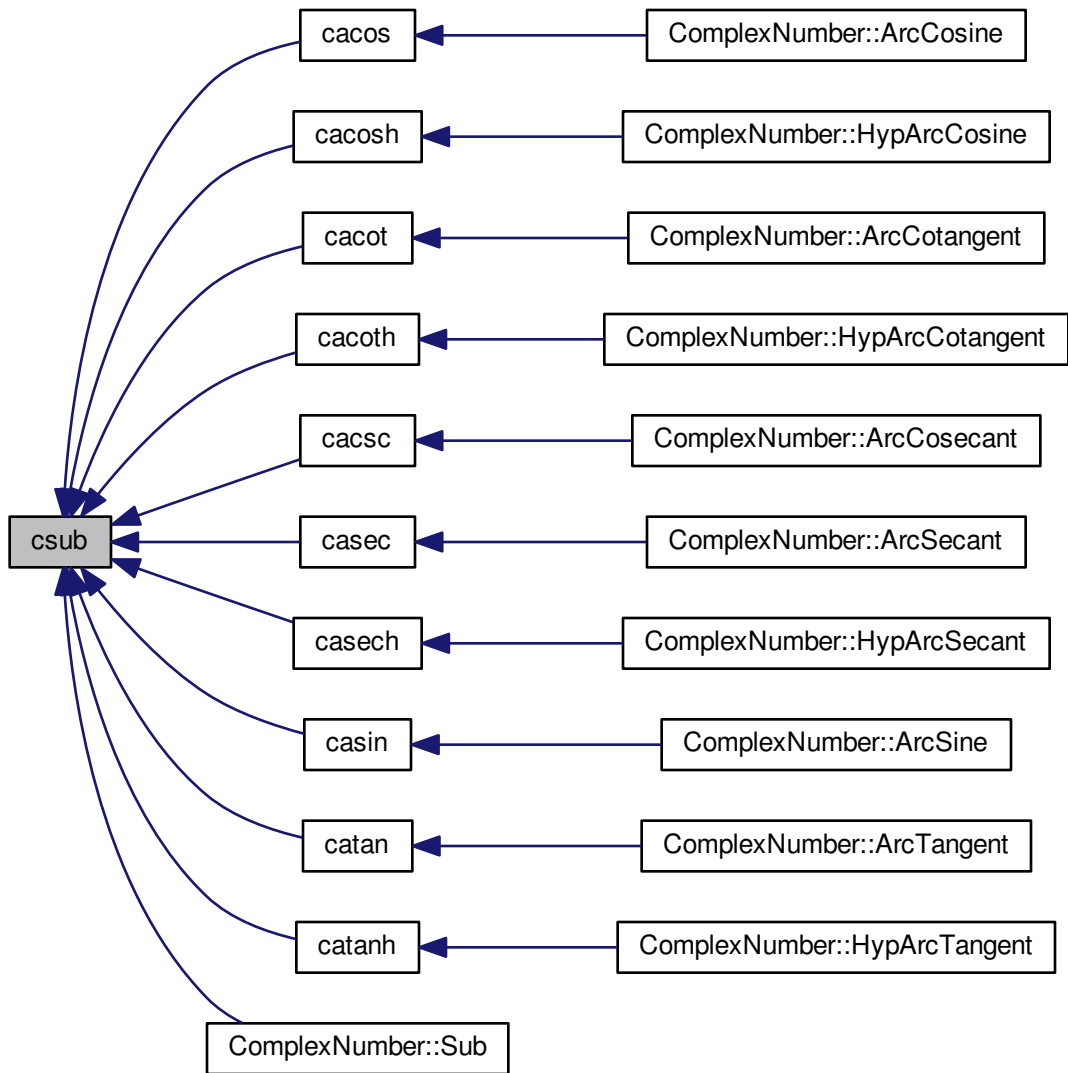 cacos
ComplexNumber::ArcCosine
cacosh
ComplexNumber::HypArcCosine
cacot
ComplexNumber::ArcCotangent
cacoth
ComplexNumber::HypArcCotangent
cacsc
ComplexNumber::ArcCosecant
csub
casec
ComplexNumber::ArcSecant
casech
ComplexNumber::HypArcSecant
casin
ComplexNumber::ArcSine
catan
ComplexNumber::ArcTangent
catanh
ComplexNumber::HypArcTangent
ComplexNumber::Sub